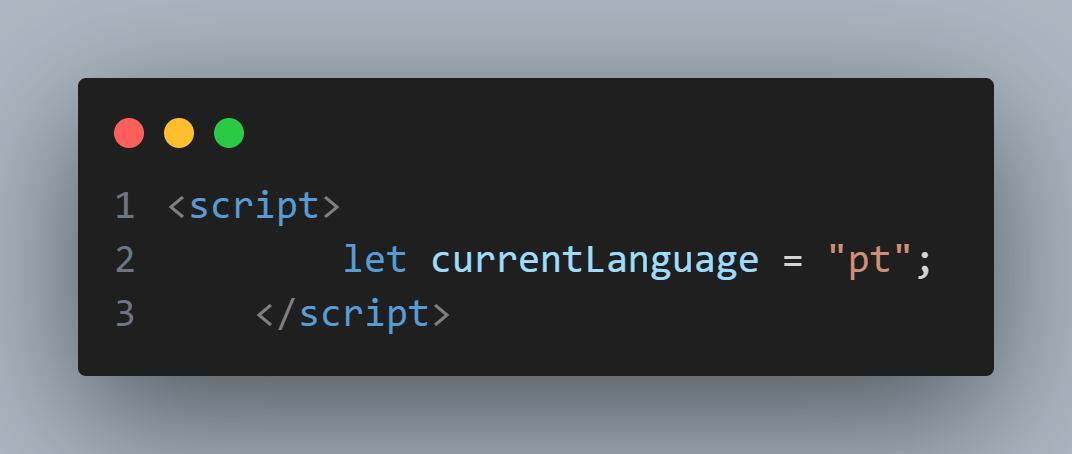 1 <script>
2         let currentLanguage = "pt";
3     </script>